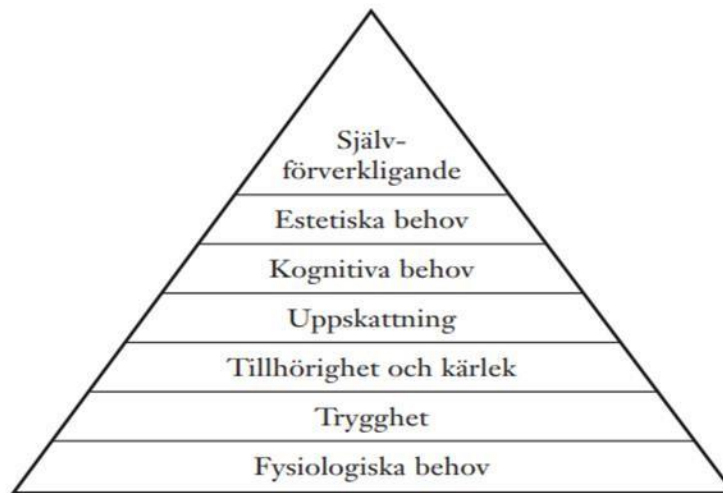 Själv-
förverkligande
Estetiska behov
Kognitiva behov
Uppskattning
Tillhörighet och kärlek
Trygghet
Fysiologiska behov